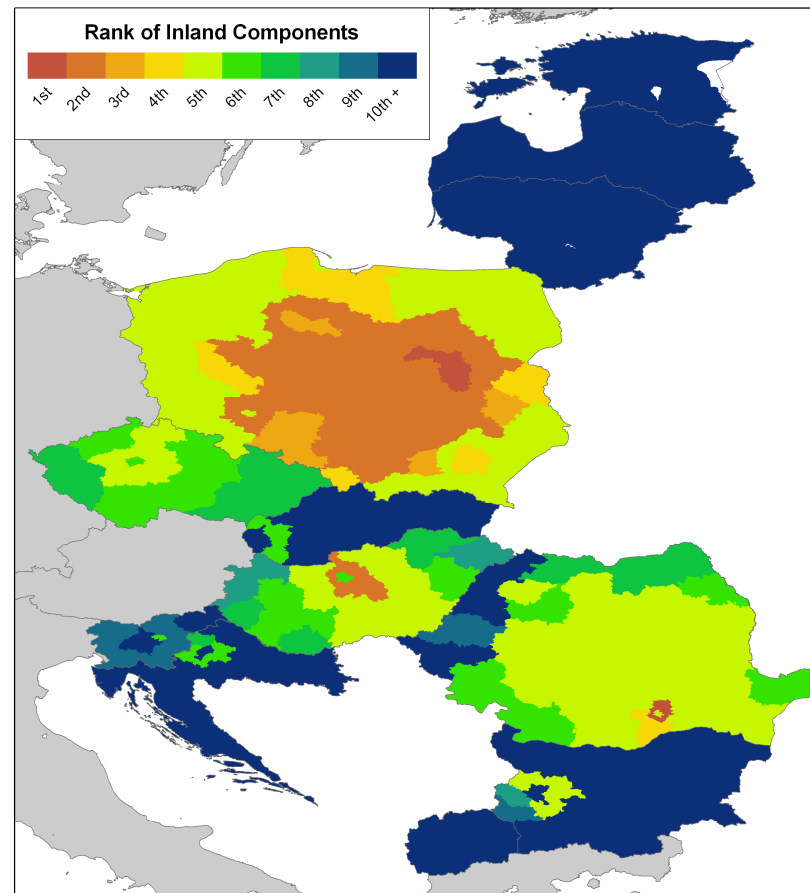 Rank of Inland Components
1st
2nd
3rd
4th
5th
6th
7th
8th
9th
10th +